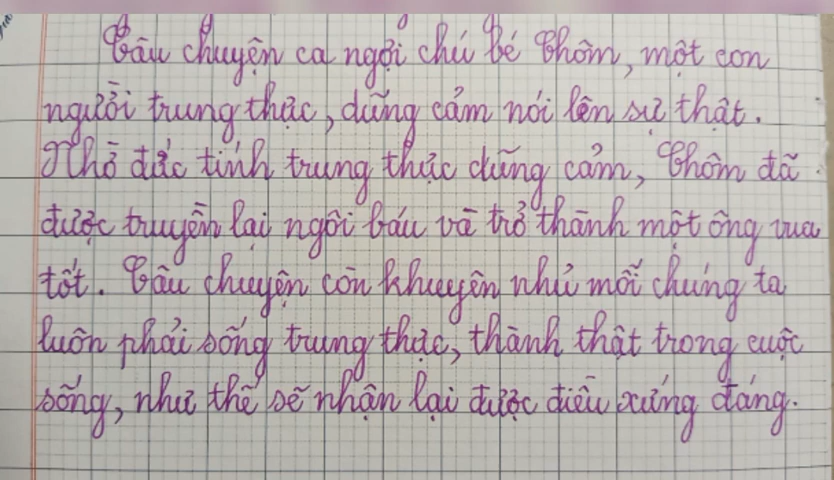 Câu chuyện ca ngợi chú bé Chôm, một con
người trung thực, dũng cảm nói lên sự thật.
Nhờ đức tính trung thực dũng cảm, Chôm đã
được truyền lại ngôi báu và trở thành một ông vua
tốt. Câu chuyện còn khuyên nhủ mỗi chúng ta
luôn phải sống trung thực, thành thật trong cuộc
sống, như thế sẽ nhận lại được điều xứng đáng.